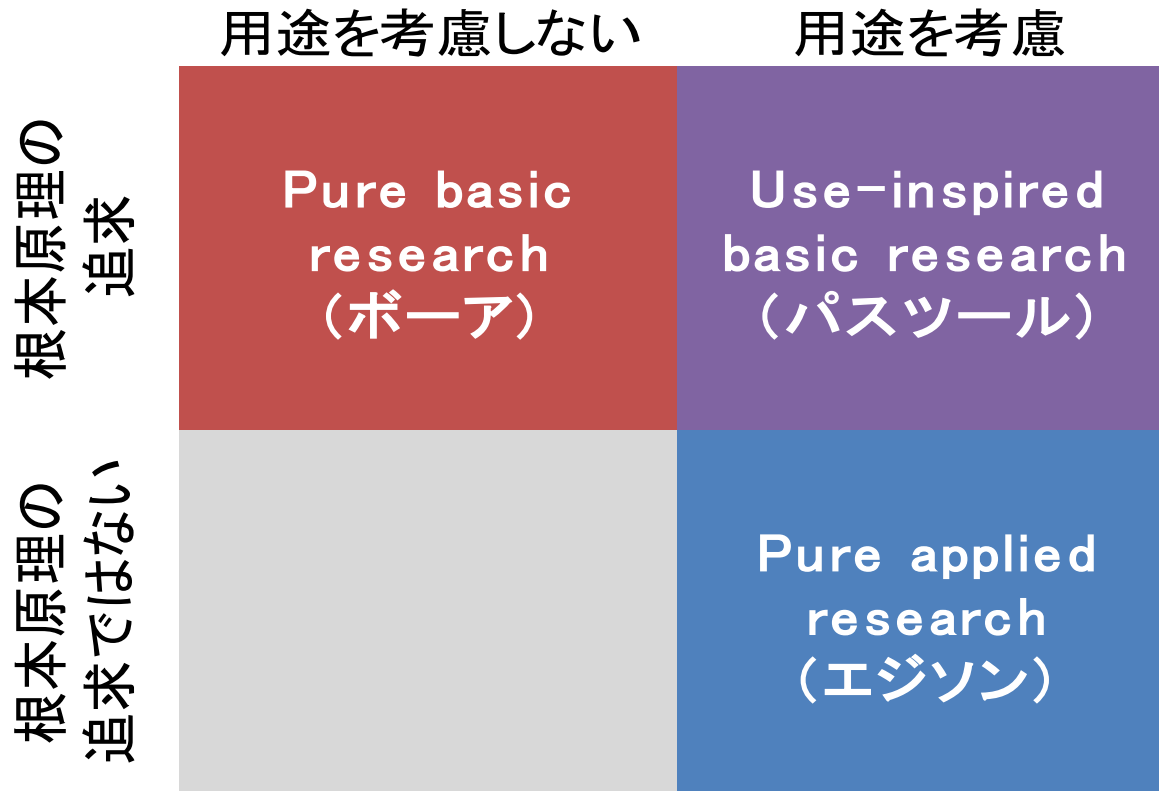 用途を考慮しない
用途を考慮
根本原理の
追求
Pure basic
research
（ボーア）
Use-inspired
basic research
（パスツール）
根本原理の
追求ではない
Pure applied
research
（エジソン）